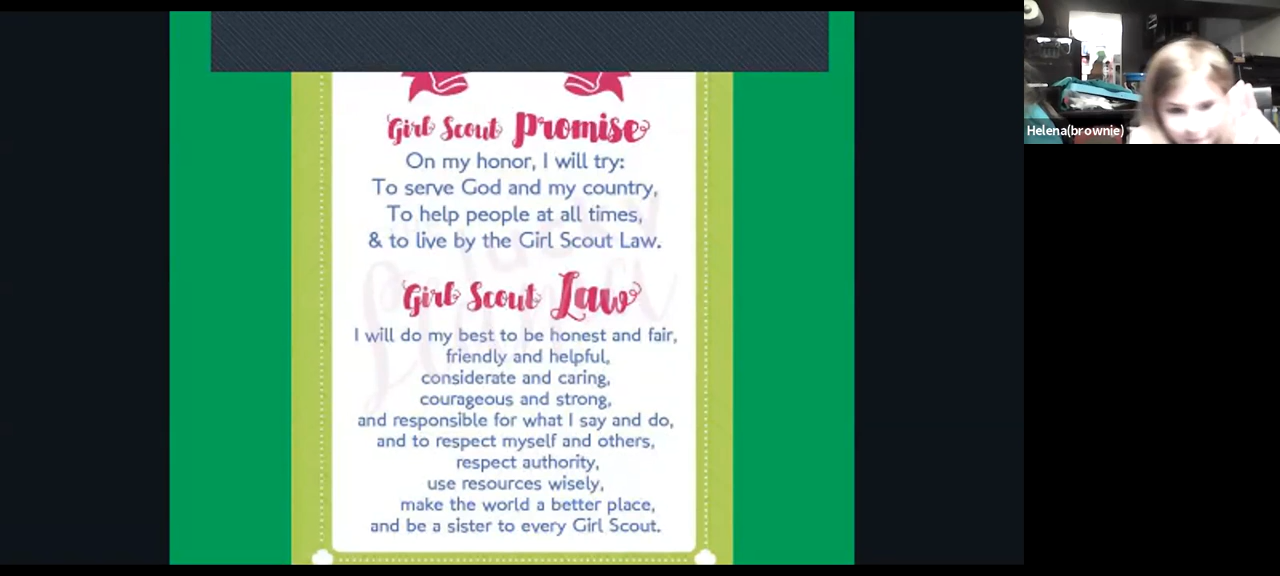 Girl Scout Promise
On my honor, I will try:
To serve God and my country,
To help people at all times,
& to live by the Girl Scout Law.
Girl Scout Law
I will do my best to be honest and fair,
friendly and helpful,
considerate and caring,
courageous and strong,
and responsible for what I say and do,
and to respect myself and others,
respect authority,
use resources wisely,
make the world a better place,
and be a sister to every Girl Scout.
Helena(brownie)